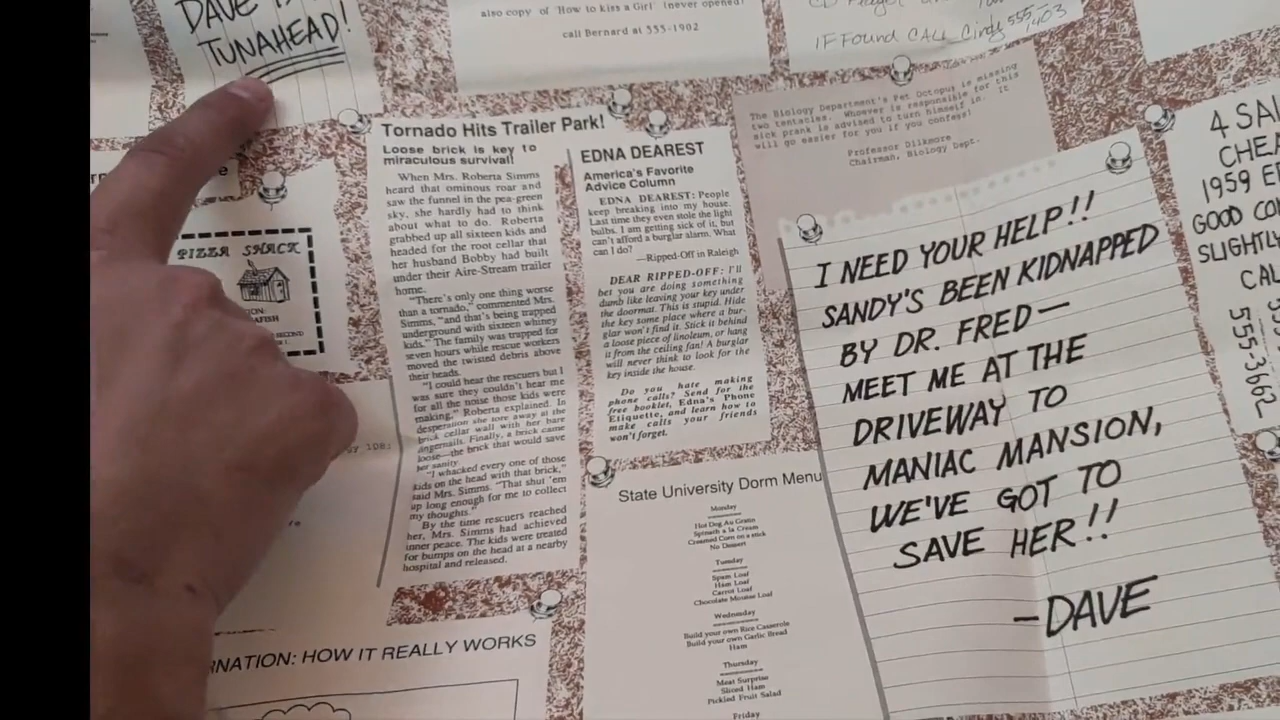 DAVE IS A
TUNAHEAD!
also copy of 'How to kiss a Girl' (never opened)
call Bernard at 555-1902
IF Found CALL Cindy 555-1403
Tornado Hits Trailer Park!
Loose brick is key to
miraculous survival!
When Mrs. Roberta Simms
heard that ominous roar and
saw the funnel in the pea-green
sky, she hardly had to think
about what to do. Roberta
grabbed up all sixteen kids and
headed for the root cellar that
her husband Bobby had built
under their Aire-Stream trailer
home.
"There's only one thing worse
than a tornado," commented Mrs.
Simms, "and that's being trapped
underground with sixteen whiney
kids." The family was trapped for
seven hours while rescue workers
moved the twisted debris above
their heads.
"I could hear the rescuers but I
was sure they couldn't hear me
for all the noise those kids were
making," Roberta explained. In
desperation she tore away at the
brick cellar wall with her bare
fingernails. Finally, a brick came
loose—the brick that would save
her sanity.
"I whacked every one of those
kids on the head with that brick,"
said Mrs. Simms. "That shut 'em
up long enough for me to collect
my thoughts."
By the time rescuers reached
her, Mrs. Simms had achieved
inner peace. The kids were treated
for bumps on the head at a nearby
hospital and released.
EDNA DEAREST
America's Favorite
Advice Column
EDNA DEAREST: People
keep breaking into my house.
Last time they even stole the light
bulbs. I am getting sick of it, but
can't afford a burglar alarm. What
can I do?
—Ripped-Off in Raleigh
DEAR RIPPED-OFF: I'll
bet you are doing something
dumb like leaving your key under
the doormat. This is stupid. Hide
the key some place where a bur-
glar won't find it. Stick it behind
a loose piece of linoleum, or hang
it from the ceiling fan! A burglar
will never think to look for the
key inside the house.
Do you hate making
phone calls? Send for the
free booklet, Edna's Phone
Etiquette, and learn how to
make calls your friends
won't forget.
The Biology Department's Pet Octopus is missing
two tentacles. Whoever is responsible for this
sick prank is advised to turn himself in. It
will go easier for you if you confess!
Professor Dilkmore
Chairman, Biology Dept.
I NEED YOUR HELP!!
SANDY'S BEEN KIDNAPPED
BY DR. FRED—
MEET ME AT THE
DRIVEWAY TO
MANIAC MANSION,
WE'VE GOT TO
SAVE HER!!
-DAVE
4 SAL
CHEA
1959 E
GOOD CON
SLIGHTLY
CAL
555-3662
PIZZA SHACK
State University Dorm Menu
Monday
Hot Dog Au Gratin
Spinach a la Cream
Creamed Corn on a stick
No Dessert
Tuesday
Spam Loaf
Ham Loaf
Carrot Loaf
Chocolate Mousse Loaf
Wednesday
Build your own Rice Casserole
Build your own Garlic Bread
Ham
Thursday
Meat Surprise
Sliced Ham
Pickled Fruit Salad
Friday
RNATION: HOW IT REALLY WORKS